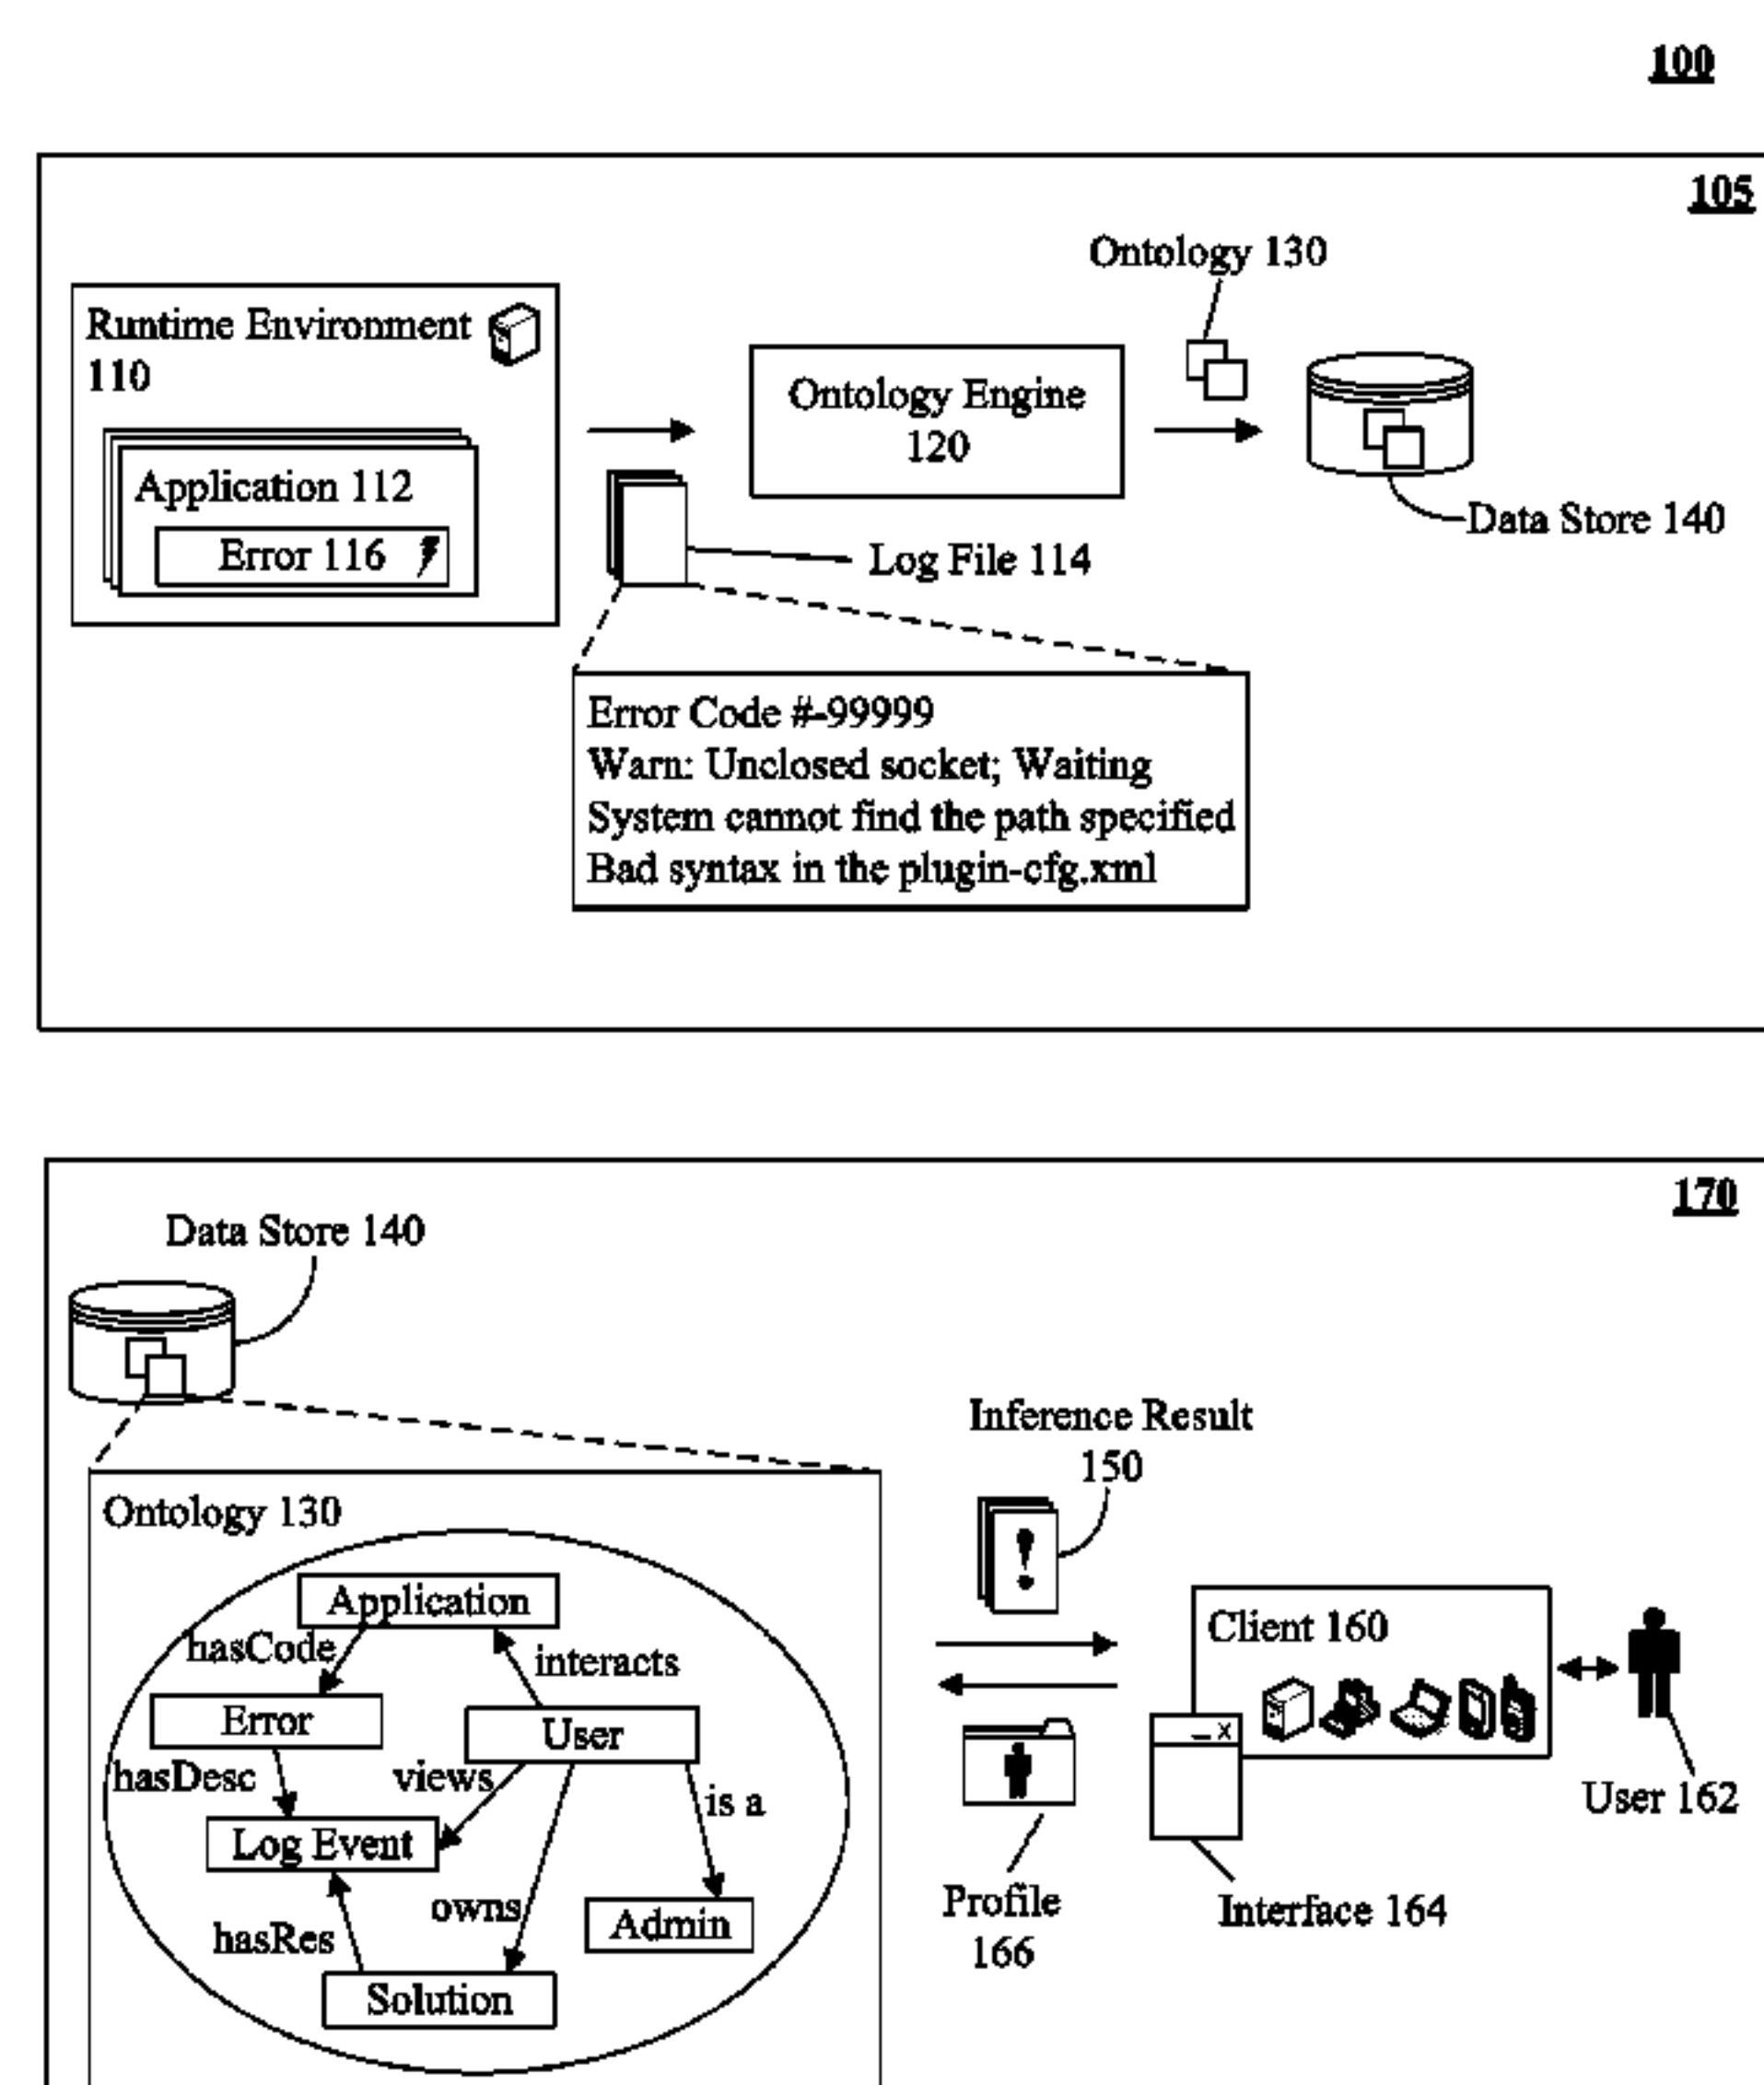 100
105
Ontology 130
Runtime Environment
110
Ontology Engine
120
Application 112
Error 116
Data Store 140
Log File 114
Error Code #-99999
Warn: Unclosed socket; Waiting
System cannot find the path specified
Bad syntax in the plugin-cfg.xml
170
Data Store 140
Inference Result
150
Ontology 130
Application
hasCode
interacts
Error
User
hasDesc
views
is a
Log Event
owns
Admin
hasRes
Solution
Client 160
_ X
User 162
Profile
166
Interface 164